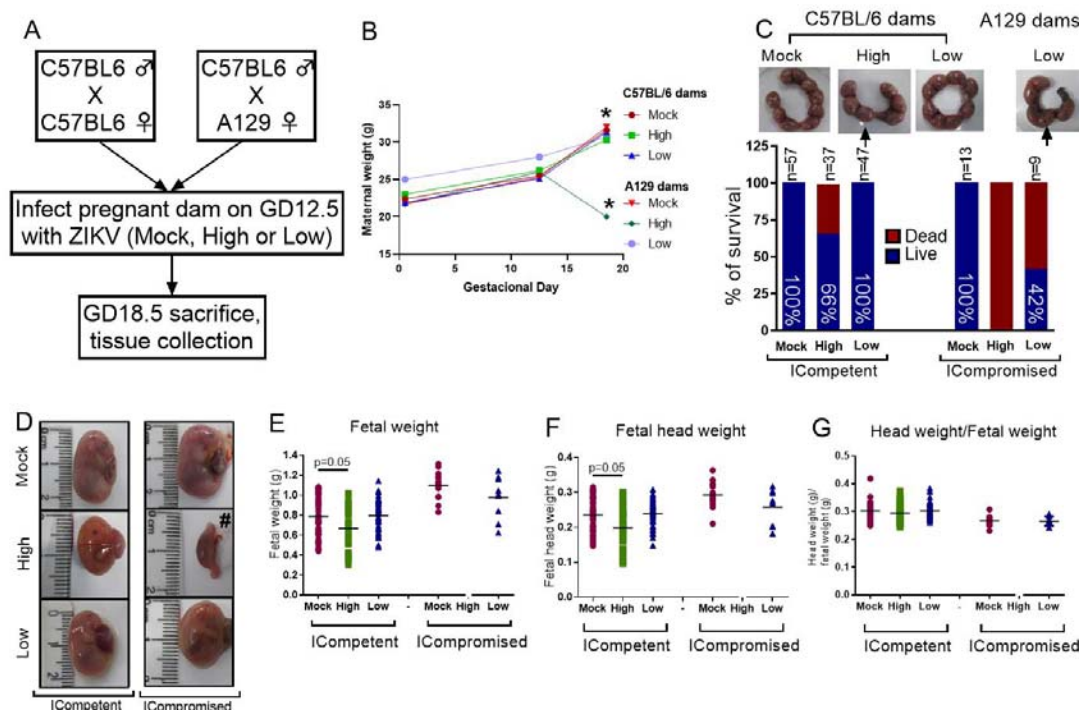 A
C57BL6 ♂
X
C57BL6 ♀
C57BL6 ♂
X
A129 ♀
Infect pregnant dam on GD12.5
with ZIKV (Mock, High or Low)
GD18.5 sacrifice,
tissue collection
B
Maternal weight (g)
35
30
25
20
15
0
5
10
15
20
Gestacional Day
*
*
C57BL/6 dams
Mock
High
Low
A129 dams
Mock
High
Low
C
C57BL/6 dams
A129 dams
Mock
High
Low
Low
% of survival
125
100
75
50
25
0
n=57
n=37
n=47
n=13
n=9
100%
66%
100%
100%
42%
Dead
Live
Mock High Low
Mock High Low
ICompetent
ICompromised
D
Mock
High
Low
#
ICompetent
ICompromised
E
Fetal weight
Fetal weight (g)
1.4
1.2
1.0
0.8
0.6
0.4
0.2
0.0
p=0.05
Mock High Low - Mock High Low
ICompetent
ICompromised
F
Fetal head weight
Fetal head weight (g)
0.4
0.3
0.2
0.1
0.0
p=0.05
Mock High Low - Mock High Low
ICompetent
ICompromised
G
Head weight/Fetal weight
Head weight (g)/
fetal weight (g)
0.5
0.4
0.3
0.2
0.1
0.0
Mock High Low - Mock High Low
ICompetent
ICompromised